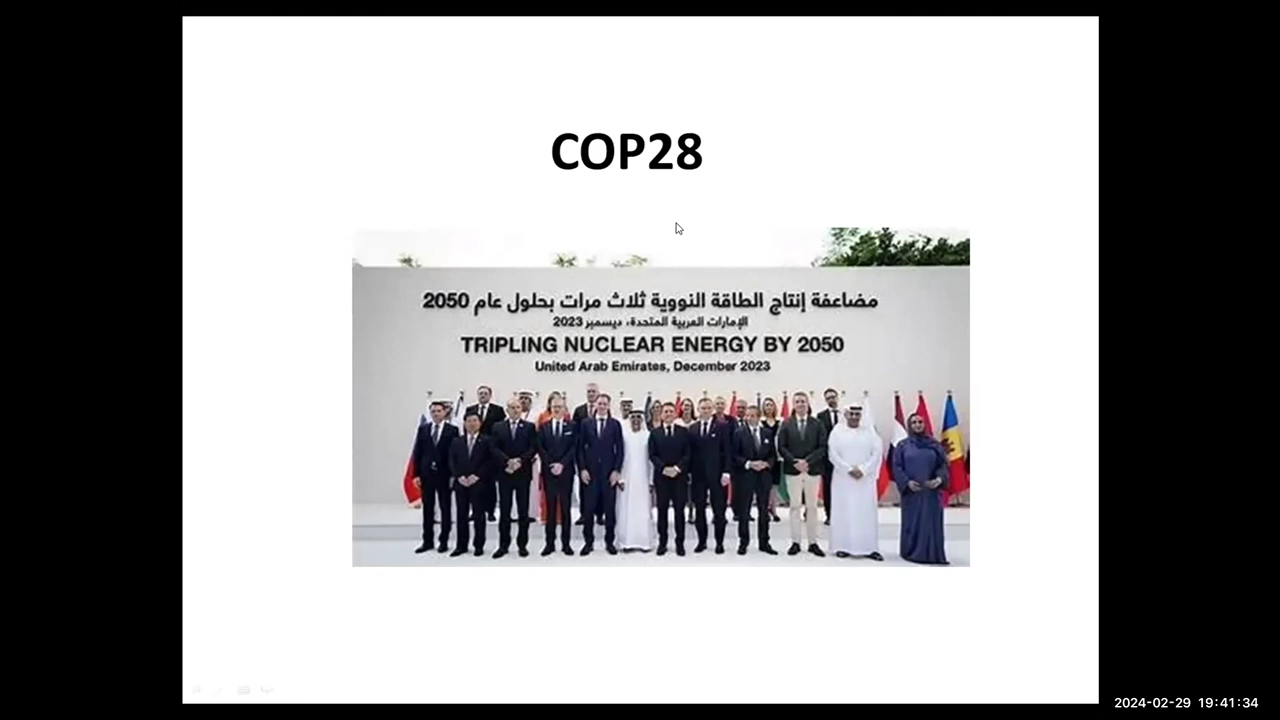 COP28
مضاعفة إنتاج الطاقة النووية ثلاث مرات بحلول عام 2050
الإمارات العربية المتحدة، ديسمبر 2023
TRIPLING NUCLEAR ENERGY BY 2050
United Arab Emirates, December 2023
2024-02-29 19:41:34